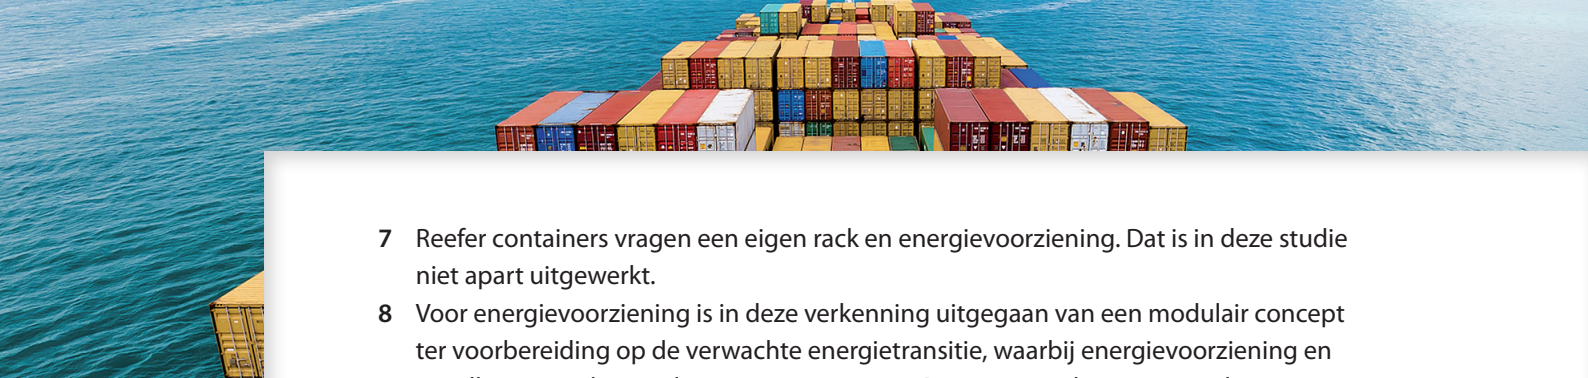 7 Reefer containers vragen een eigen rack en energievoorziening. Dat is in deze studie
niet apart uitgewerkt.
8 Voor energievoorziening is in deze verkenning uitgegaan van een modulair concept
ter voorbereiding op de verwachte energietransitie, waarbij energievoorziening en